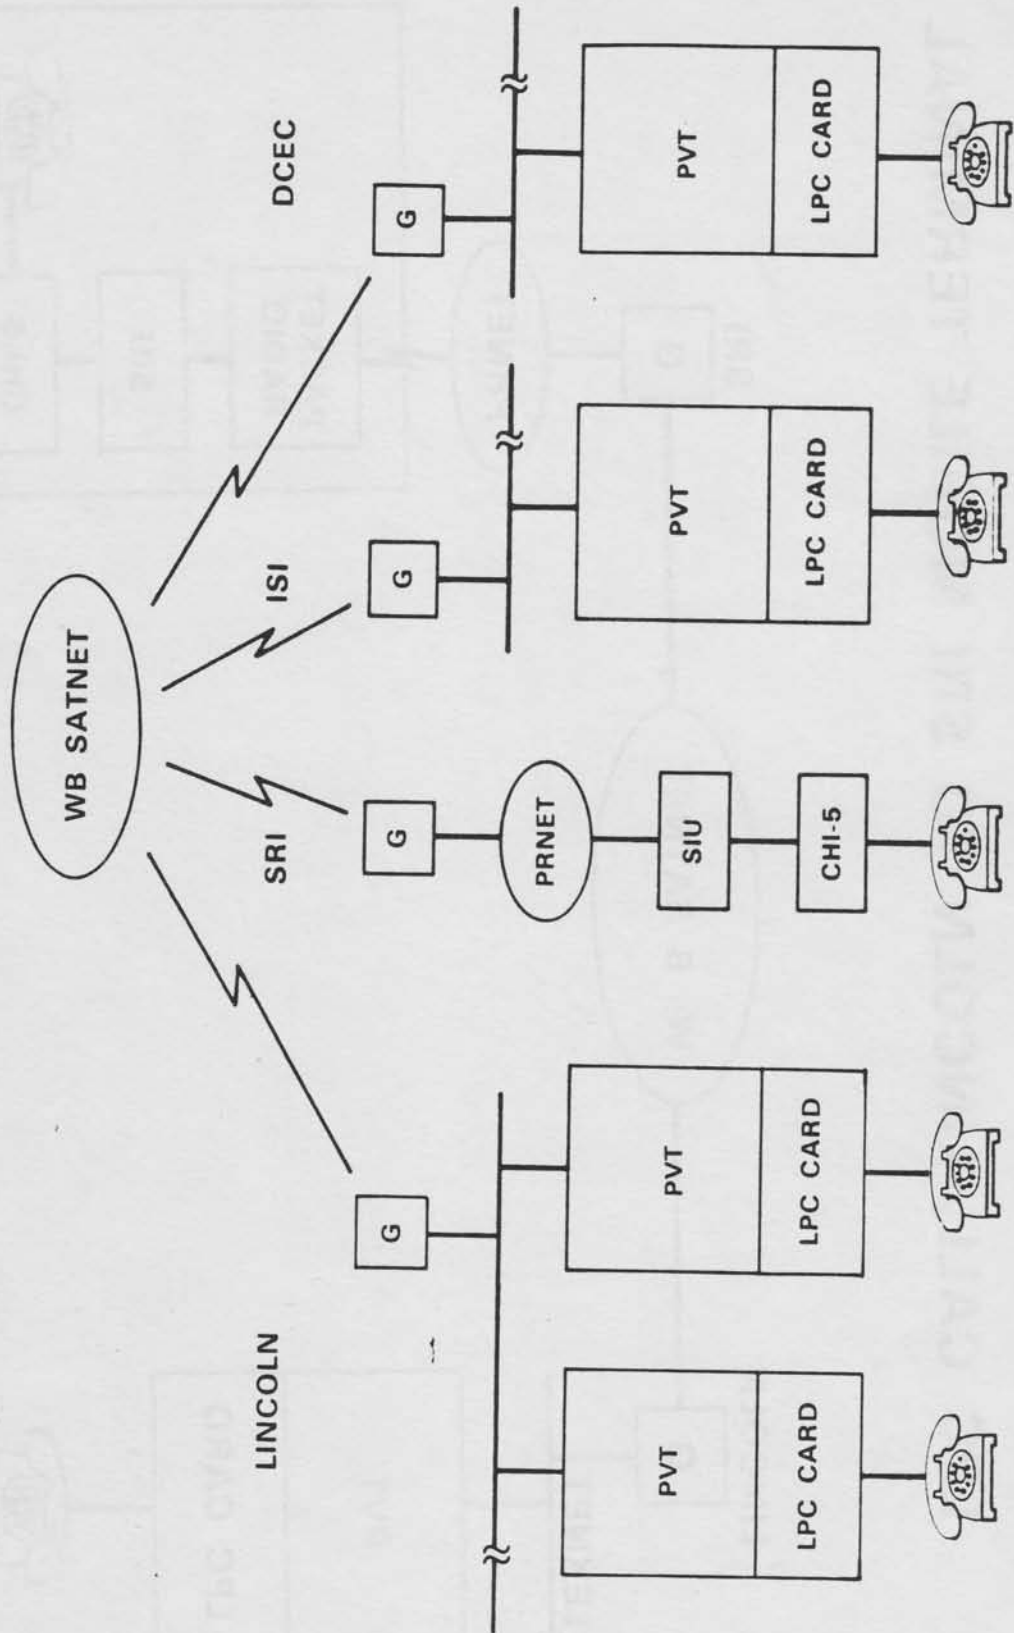 WB SATNET
LINCOLN
SRI
ISI
DCEC
G
G
G
G
PRNET
PVT
PVT
SIU
PVT
PVT
LPC CARD
LPC CARD
CHI-5
LPC CARD
LPC CARD